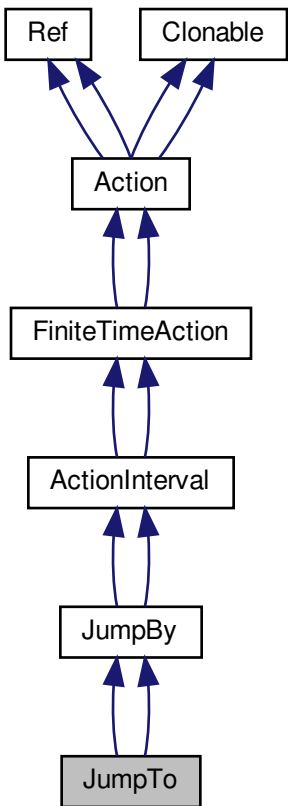 Ref
Clonable
Action
FiniteTimeAction
ActionInterval
JumpBy
JumpTo